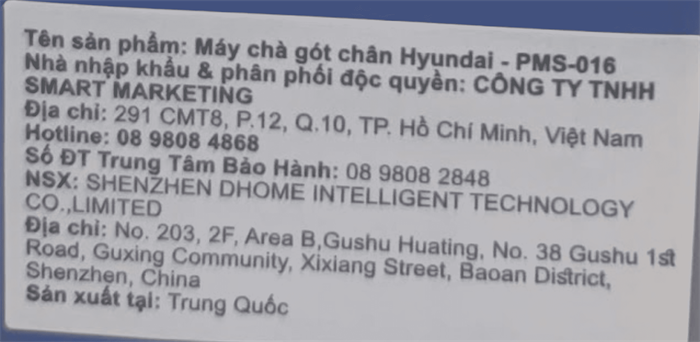 Tên sản phẩm: Máy chà gót chân Hyundai - PMS-016
Nhà nhập khẩu & phân phối độc quyền: CÔNG TY TNHH
SMART MARKETING
Địa chỉ: 291 CMT8, P.12, Q.10, TP. Hồ Chí Minh, Việt Nam
Hotline: 08 9808 4868
Số ĐT Trung Tâm Bảo Hành: 08 9808 2848
NSX: SHENZHEN DHOME INTELLIGENT TECHNOLOGY
CO.,LIMITED
Địa chỉ: No. 203, 2F, Area B,Gushu Huating, No. 38 Gushu 1st
Road, Guxing Community, Xixiang Street, Baoan District,
Shenzhen, China
Sản xuất tại: Trung Quốc